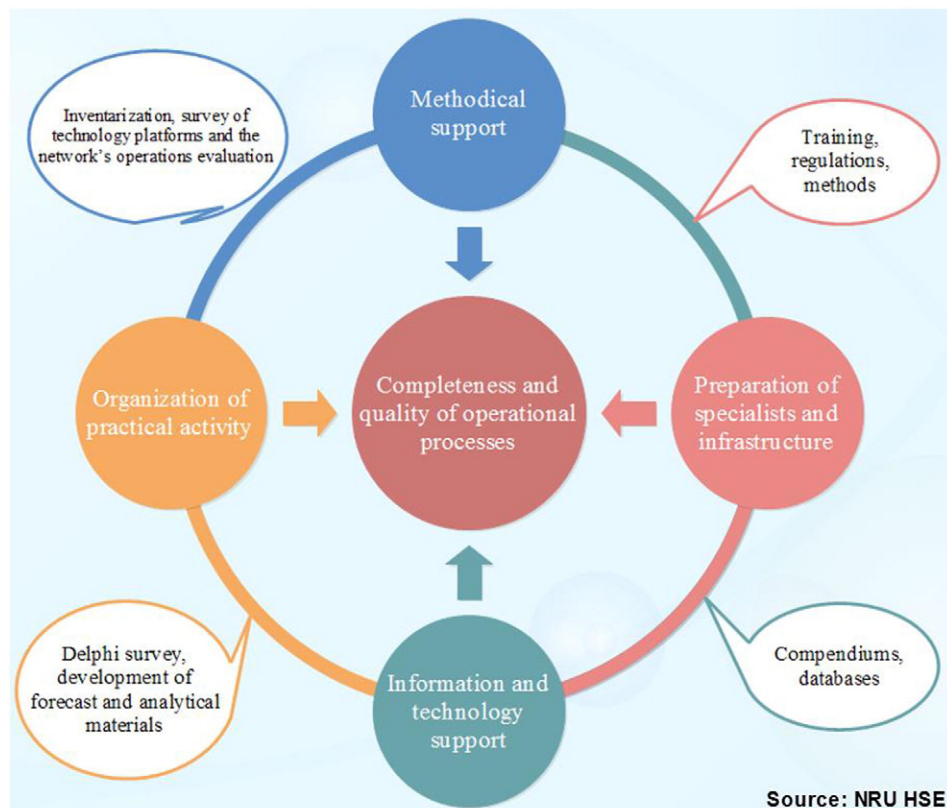 Methodical
support
Inventarization, survey of
technology platforms and the
network's operations evaluation
Training,
regulations,
methods
Organization of
practical activity
Completeness and
quality of operational
processes
Preparation of
specialists and
infrastructure
Delphi survey,
development of
forecast and analytical
materials
Information and
technology
support
Compendiums,
databases
Source: NRU HSE